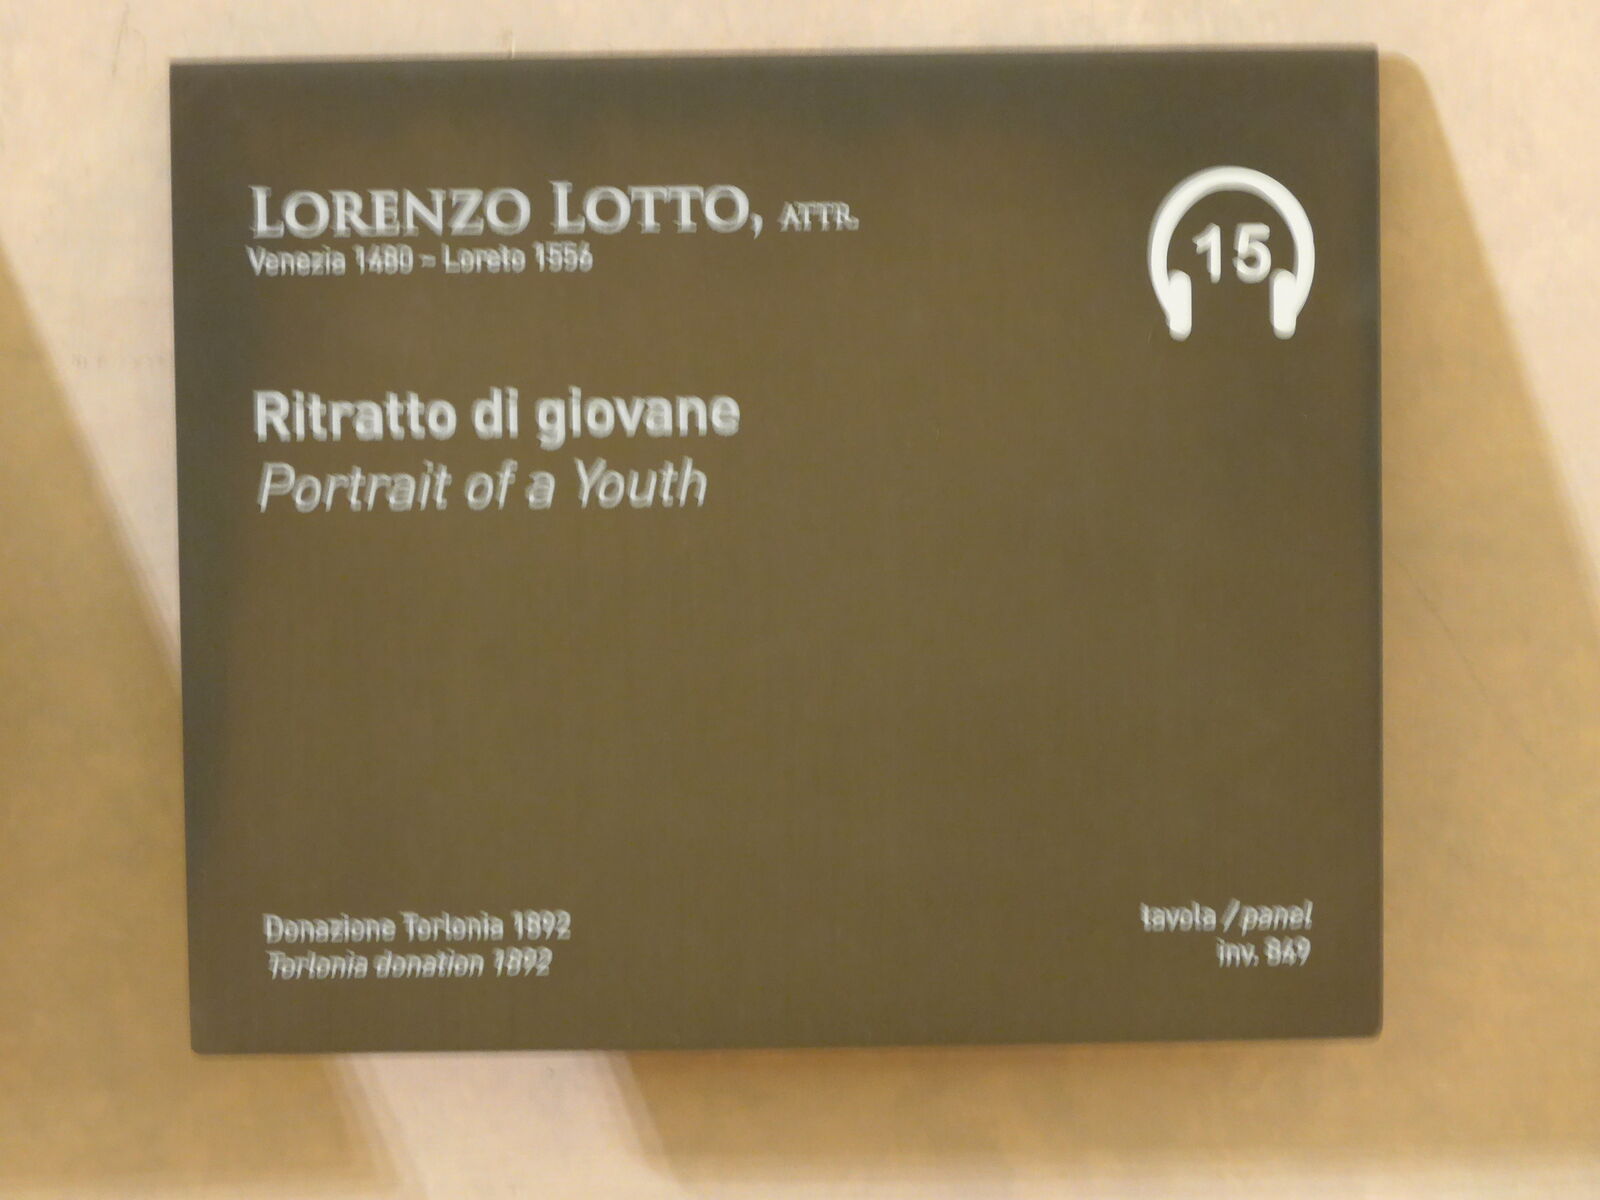 LORENZO LOTTO, ATTR.
Venezia 1480 – Loreto 1556
15
Ritratto di giovane
Portrait of a Youth
Donazione Torlonia 1892
Torlonia donation 1892
tavola / panel
inv. 849